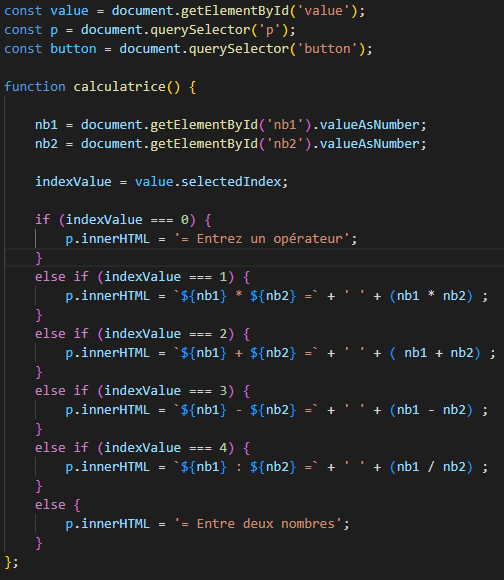 const value = document.getElementById('value');
const p = document.querySelector('p');
const button = document.querySelector('button');
function calculatrice() {
nb1 = document.getElementById('nb1').valueAsNumber;
nb2 = document.getElementById('nb2').valueAsNumber;
indexValue = value.selectedIndex;
if (indexValue === 0) {
p.innerHTML = '= Entrez un opérateur';
}
else if (indexValue === 1) {
p.innerHTML = `${nb1} * ${nb2} =` + ' ' + (nb1 * nb2) ;
}
else if (indexValue === 2) {
p.innerHTML = `${nb1} + ${nb2} =` + ' ' + ( nb1 + nb2) ;
}
else if (indexValue === 3) {
p.innerHTML = `${nb1} - ${nb2} =` + ' ' + (nb1 - nb2) ;
}
else if (indexValue === 4) {
p.innerHTML = `${nb1} : ${nb2} =` + ' ' + (nb1 / nb2) ;
}
else {
p.innerHTML = '= Entre deux nombres';
}
};